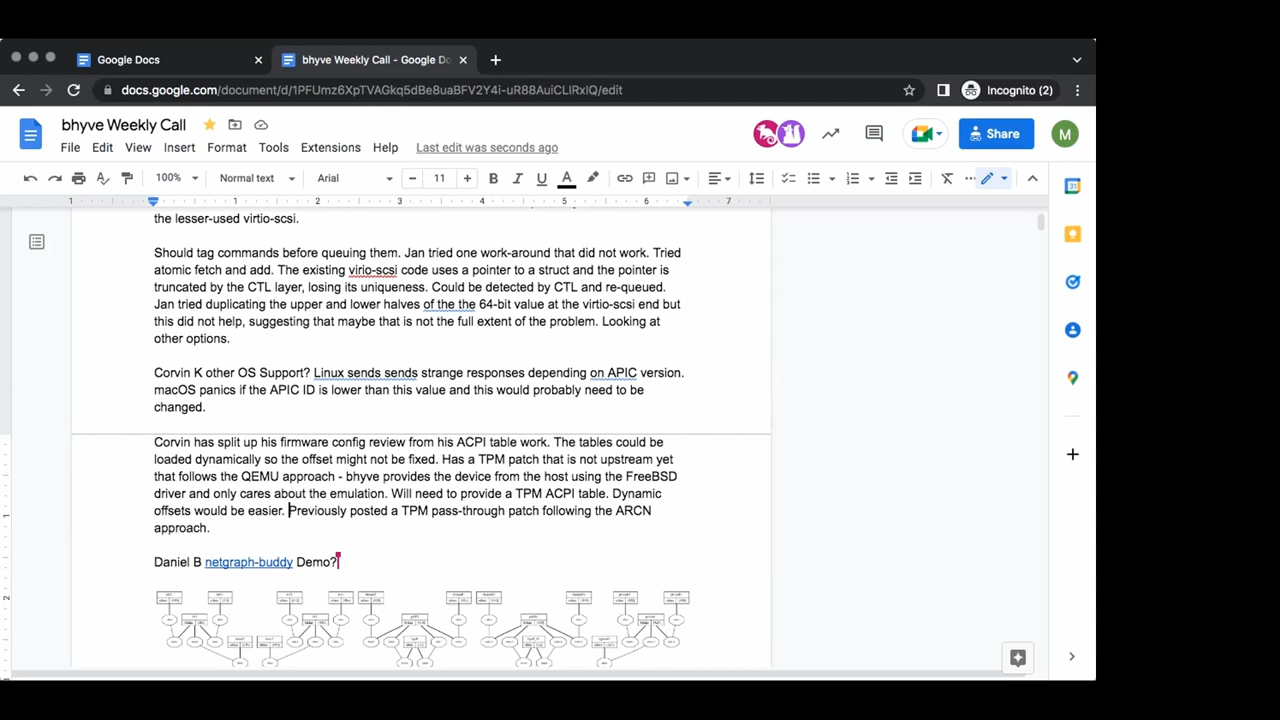 Google Docs
bhyve Weekly Call - Google Do
docs.google.com/document/d/1PFUmz6XpTVAGkq5dBe8uaBFV2Y4i-uR88AuiCLlRxlQ/edit
Incognito (2)
bhyve Weekly Call
Share
M
File Edit View Insert Format Tools Extensions Help Last edit was seconds ago
100% Normal text Arial 11
1 1 2 3 4 5 6 7
the lesser-used virtio-scsi.
Should tag commands before queuing them. Jan tried one work-around that did not work. Tried
atomic fetch and add. The existing virio-scsi code uses a pointer to a struct and the pointer is
truncated by the CTL layer, losing its uniqueness. Could be detected by CTL and re-queued.
Jan tried duplicating the upper and lower halves of the the 64-bit value at the virtio-scsi end but
this did not help, suggesting that maybe that is not the full extent of the problem. Looking at
other options.
Corvin K other OS Support? Linux sends sends strange responses depending on APIC version.
macOS panics if the APIC ID is lower than this value and this would probably need to be
changed.
Corvin has split up his firmware config review from his ACPI table work. The tables could be
loaded dynamically so the offset might not be fixed. Has a TPM patch that is not upstream yet
that follows the QEMU approach - bhyve provides the device from the host using the FreeBSD
driver and only cares about the emulation. Will need to provide a TPM ACPI table. Dynamic
offsets would be easier. Previously posted a TPM pass-through patch following the ARCN
approach.
Daniel B netgraph-buddy Demo?